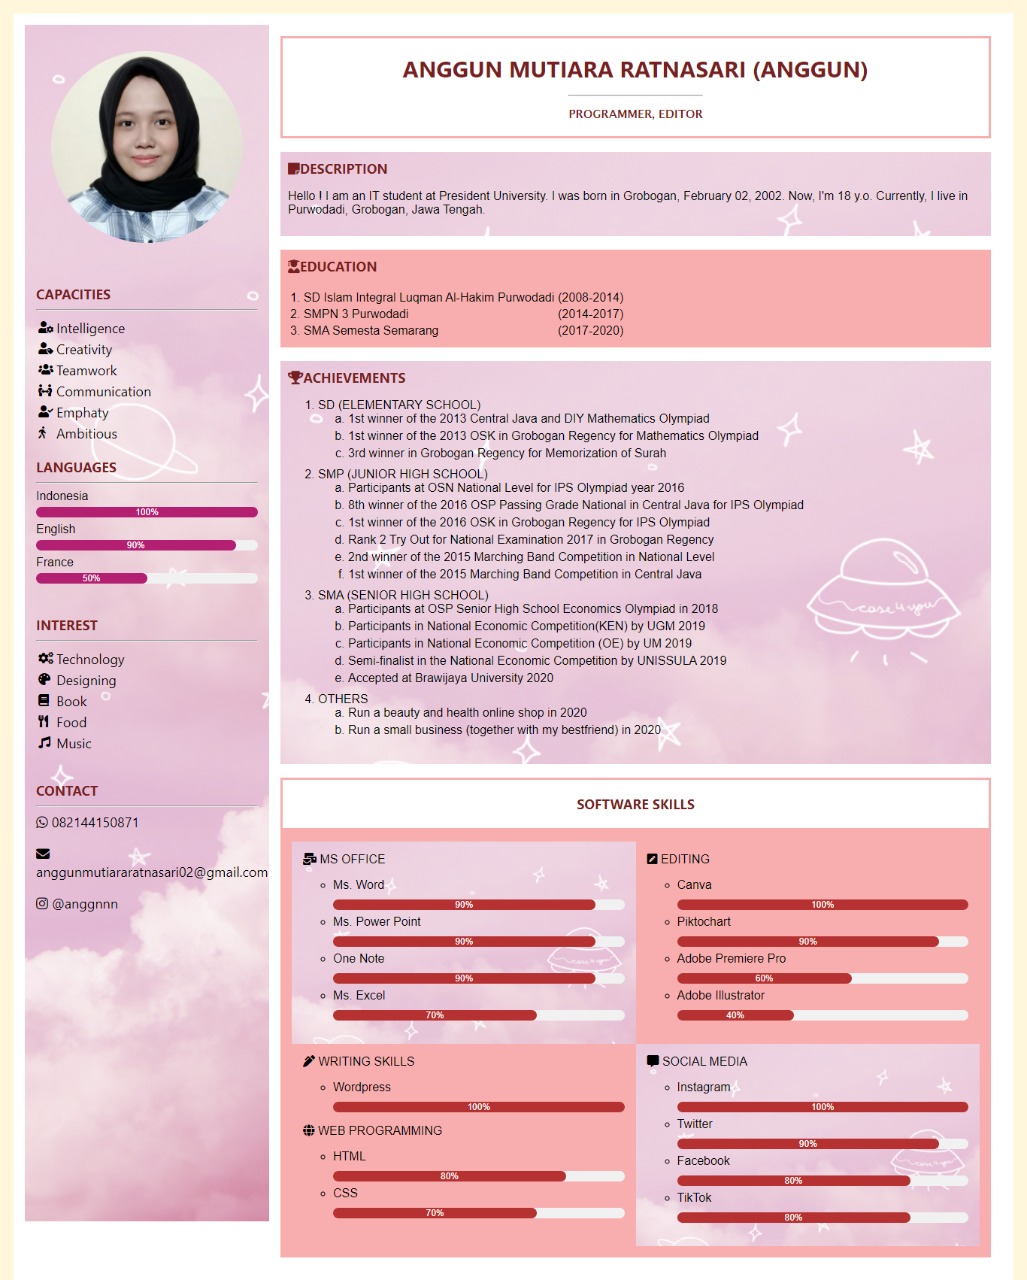 CAPACITIES
Intelligence
Creativity
Teamwork
Communication
Emphaty
Ambitious
LANGUAGES
Indonesia
100%
English
90%
France
50%
INTEREST
Technology
Designing
Book
Food
Music
CONTACT
082144150871
anggunmutiararatnasari02@gmail.com
@anggnnn
ANGGUN MUTIARA RATNASARI (ANGGUN)
PROGRAMMER, EDITOR
DESCRIPTION
Hello ! I am an IT student at President University. I was born in Grobogan, February 02, 2002. Now, I'm 18 y.o. Currently, I live in
Purwodadi, Grobogan, Jawa Tengah.
EDUCATION
1. SD Islam Integral Luqman Al-Hakim Purwodadi (2008-2014)
2. SMPN 3 Purwodadi (2014-2017)
3. SMA Semesta Semarang (2017-2020)
ACHIEVEMENTS
1. SD (ELEMENTARY SCHOOL)
a. 1st winner of the 2013 Central Java and DIY Mathematics Olympiad
b. 1st winner of the 2013 OSK in Grobogan Regency for Mathematics Olympiad
c. 3rd winner in Grobogan Regency for Memorization of Surah
2. SMP (JUNIOR HIGH SCHOOL)
a. Participants at OSN National Level for IPS Olympiad year 2016
b. 8th winner of the 2016 OSP Passing Grade National in Central Java for IPS Olympiad
c. 1st winner of the 2016 OSK in Grobogan Regency for IPS Olympiad
d. Rank 2 Try Out for National Examination 2017 in Grobogan Regency
e. 2nd winner of the 2015 Marching Band Competition in National Level
f. 1st winner of the 2015 Marching Band Competition in Central Java
3. SMA (SENIOR HIGH SCHOOL)
a. Participants at OSP Senior High School Economics Olympiad in 2018
b. Participants in National Economic Competition(KEN) by UGM 2019
c. Participants in National Economic Competition (OE) by UM 2019
d. Semi-finalist in the National Economic Competition by UNISSULA 2019
e. Accepted at Brawijaya University 2020
4. OTHERS
a. Run a beauty and health online shop in 2020
b. Run a small business (together with my bestfriend) in 2020
case4you
SOFTWARE SKILLS
MS OFFICE
Ms. Word
90%
Ms. Power Point
90%
One Note
90%
Ms. Excel
70%
case4you
EDITING
Canva
100%
Piktochart
90%
Adobe Premiere Pro
60%
Adobe Illustrator
40%
WRITING SKILLS
Wordpress
100%
WEB PROGRAMMING
HTML
80%
CSS
70%
SOCIAL MEDIA
Instagram
100%
Twitter
90%
Facebook
80%
TikTok
80%
case4you